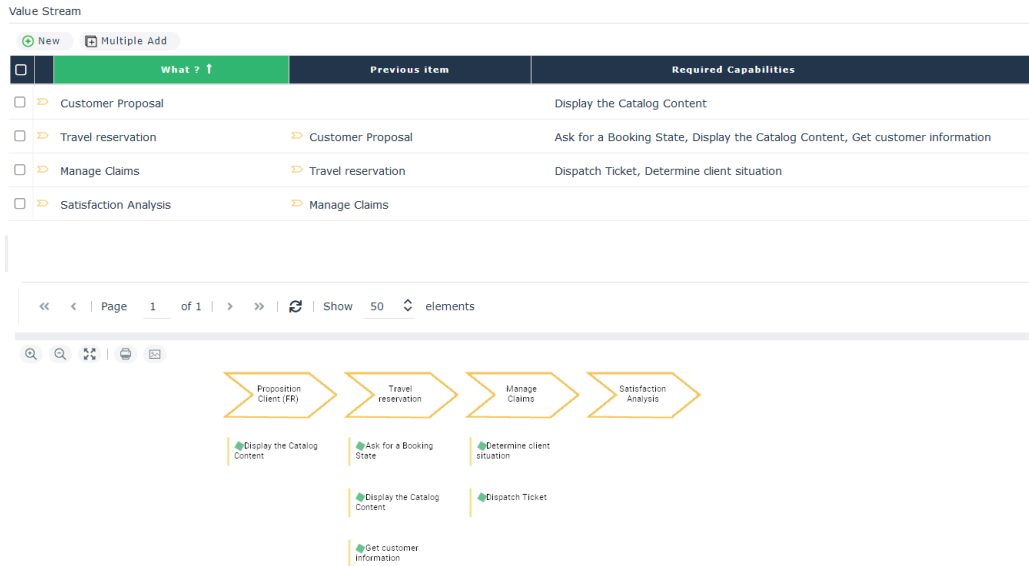 Value Stream
New Multiple Add
What ? ↑ Previous item Required Capabilities
Customer Proposal Display the Catalog Content
Travel reservation Customer Proposal Ask for a Booking State, Display the Catalog Content, Get customer information
Manage Claims Travel reservation Dispatch Ticket, Determine client situation
Satisfaction Analysis Manage Claims
Page 1 of 1 Show 50 elements
Proposition
Client (FR)
Travel
reservation
Manage
Claims
Satisfaction
Analysis
Display the Catalog
Content
Ask for a Booking
State
Determine client
situation
Display the Catalog
Content
Dispatch Ticket
Get customer
information